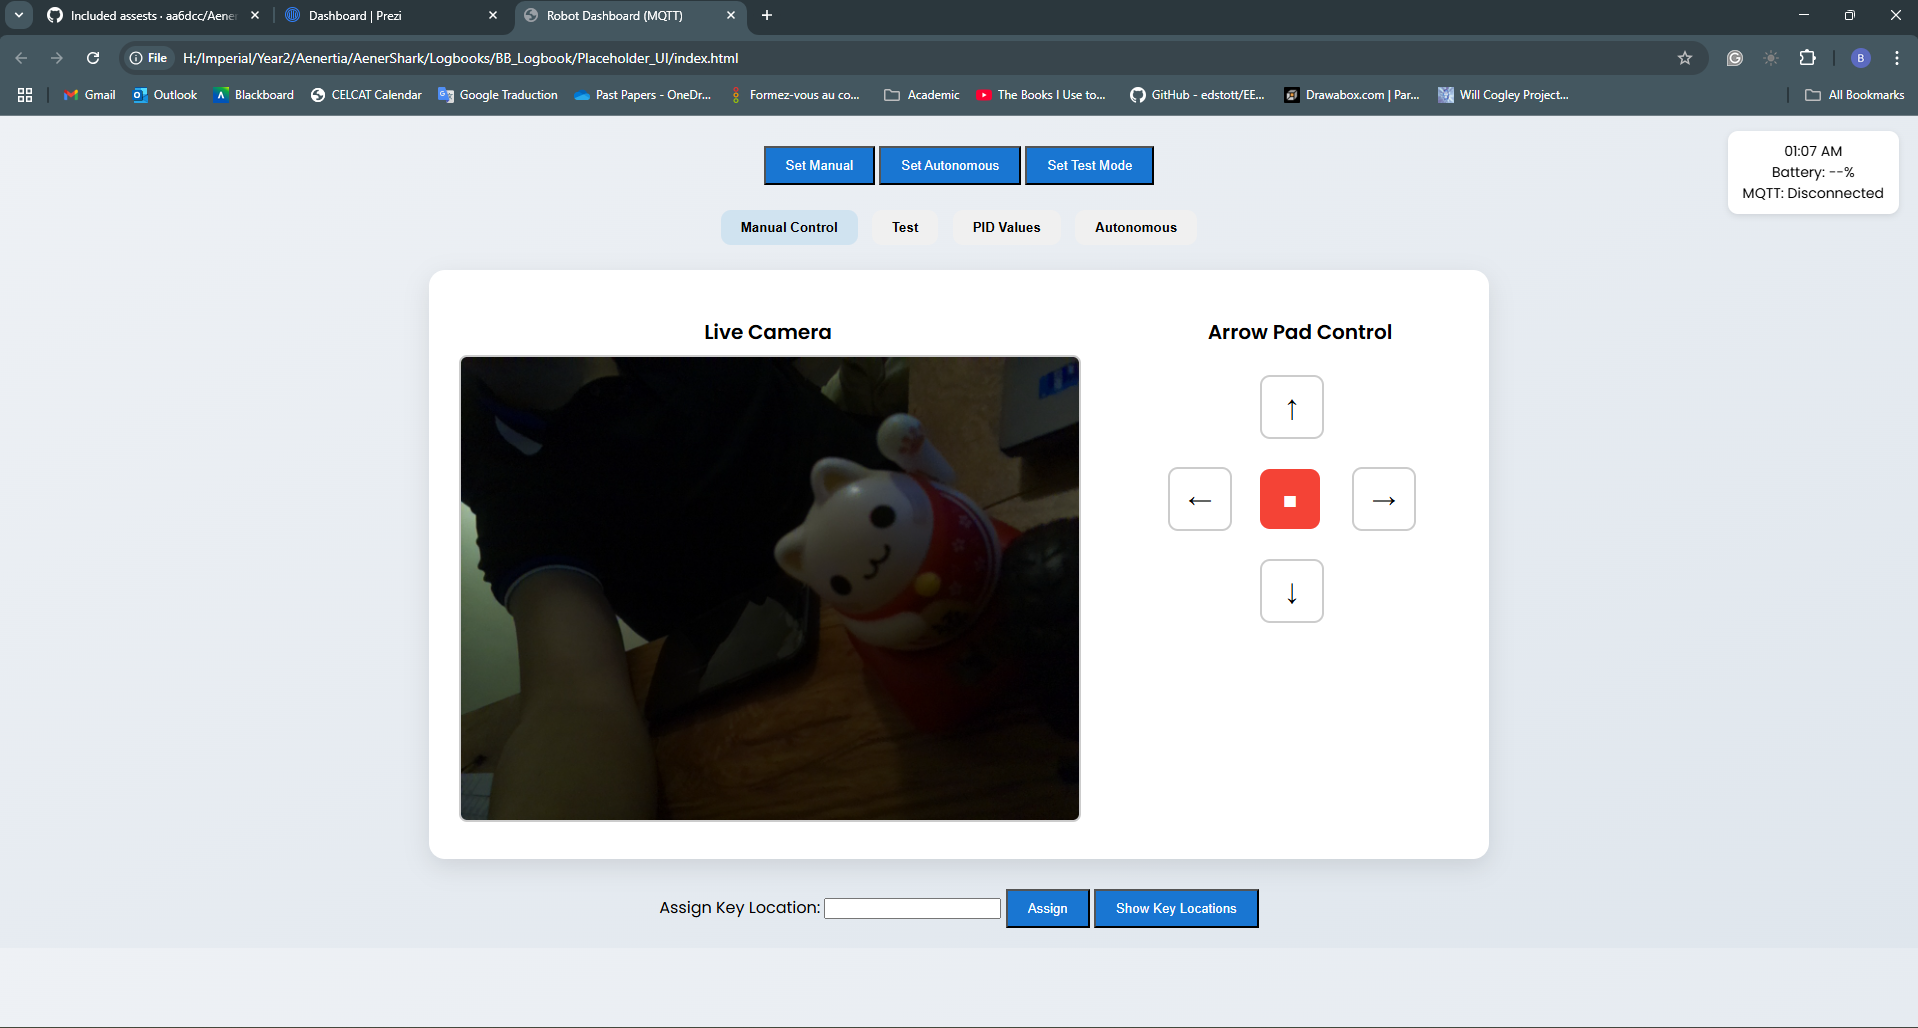 Included assests · aa6dcc/Aener
Dashboard | Prezi
Robot Dashboard (MQTT)
File H:/Imperial/Year2/Aenertia/AenerShark/Logbooks/BB_Logbook/Placeholder_UI/index.html
B
Gmail Outlook Blackboard CELCAT Calendar Google Traduction Past Papers - OneDr... Formez-vous au co... Academic The Books I Use to... GitHub - edstott/EE... Drawabox.com | Par... Will Cogley Project... All Bookmarks
Set Manual Set Autonomous Set Test Mode
01:07 AM
Battery: --%
MQTT: Disconnected
Manual Control Test PID Values Autonomous
Live Camera
Arrow Pad Control
↑
← ■ →
↓
Assign Key Location: Assign Show Key Locations